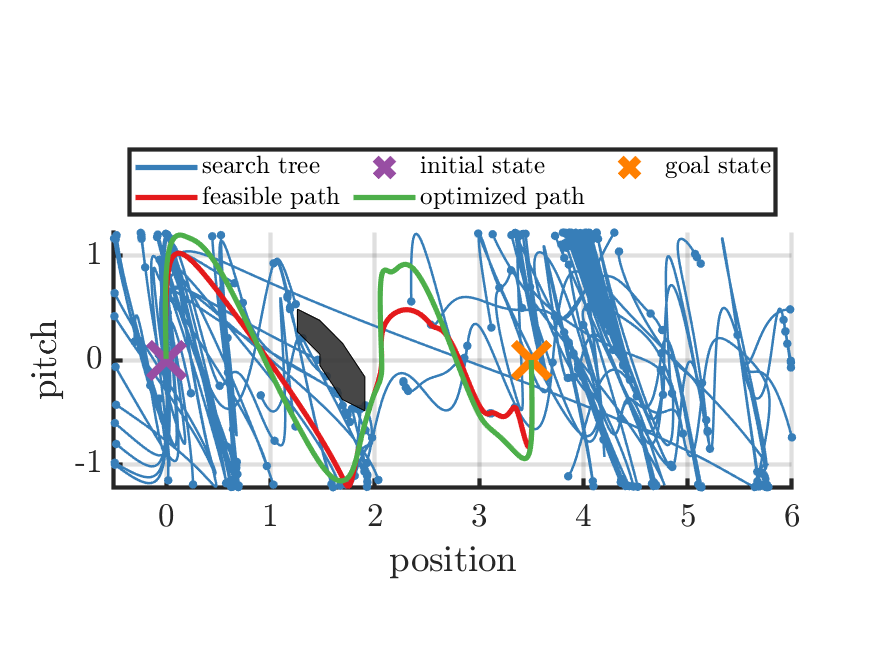 search tree initial state goal state
feasible path optimized path
1
0
-1
pitch
0 1 2 3 4 5 6
position